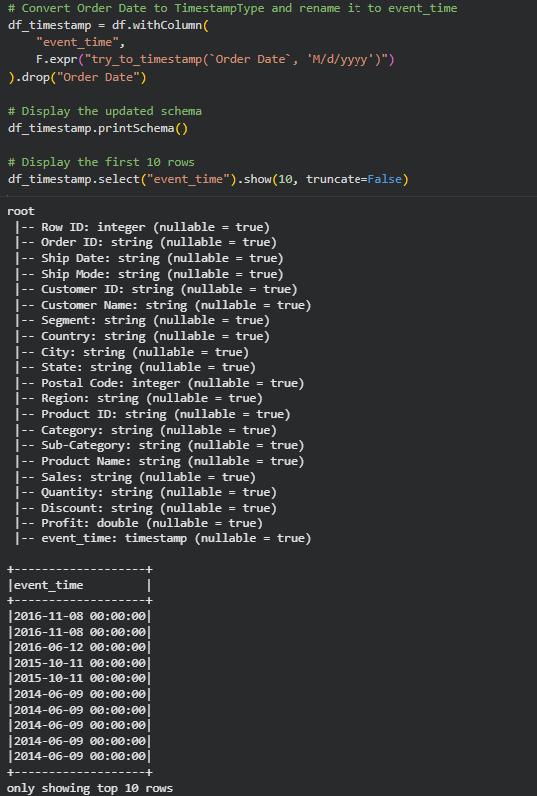 # Convert Order Date to TimestampType and rename it to event_time
df_timestamp = df.withColumn(
    "event_time",
    F.expr("try_to_timestamp(`Order Date`, 'M/d/yyyy')")
).drop("Order Date")
# Display the updated schema
df_timestamp.printSchema()
# Display the first 10 rows
df_timestamp.select("event_time").show(10, truncate=False)
root
 |-- Row ID: integer (nullable = true)
 |-- Order ID: string (nullable = true)
 |-- Ship Date: string (nullable = true)
 |-- Ship Mode: string (nullable = true)
 |-- Customer ID: string (nullable = true)
 |-- Customer Name: string (nullable = true)
 |-- Segment: string (nullable = true)
 |-- Country: string (nullable = true)
 |-- City: string (nullable = true)
 |-- State: string (nullable = true)
 |-- Postal Code: integer (nullable = true)
 |-- Region: string (nullable = true)
 |-- Product ID: string (nullable = true)
 |-- Category: string (nullable = true)
 |-- Sub-Category: string (nullable = true)
 |-- Product Name: string (nullable = true)
 |-- Sales: string (nullable = true)
 |-- Quantity: string (nullable = true)
 |-- Discount: string (nullable = true)
 |-- Profit: double (nullable = true)
 |-- event_time: timestamp (nullable = true)
+-------------------+
|event_time         |
+-------------------+
|2016-11-08 00:00:00|
|2016-11-08 00:00:00|
|2016-06-12 00:00:00|
|2015-10-11 00:00:00|
|2015-10-11 00:00:00|
|2014-06-09 00:00:00|
|2014-06-09 00:00:00|
|2014-06-09 00:00:00|
|2014-06-09 00:00:00|
|2014-06-09 00:00:00|
+-------------------+
only showing top 10 rows